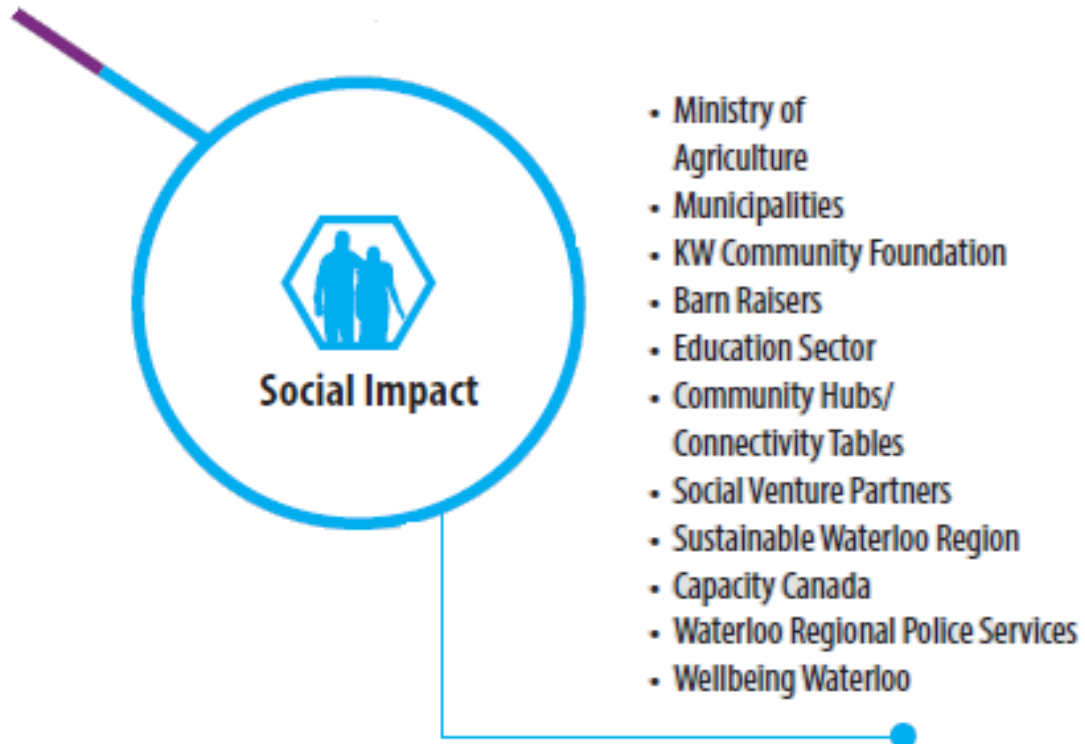 Social Impact
• Ministry of
Agriculture
• Municipalities
• KW Community Foundation
• Barn Raisers
• Education Sector
• Community Hubs/
Connectivity Tables
• Social Venture Partners
• Sustainable Waterloo Region
• Capacity Canada
• Waterloo Regional Police Services
• Wellbeing Waterloo